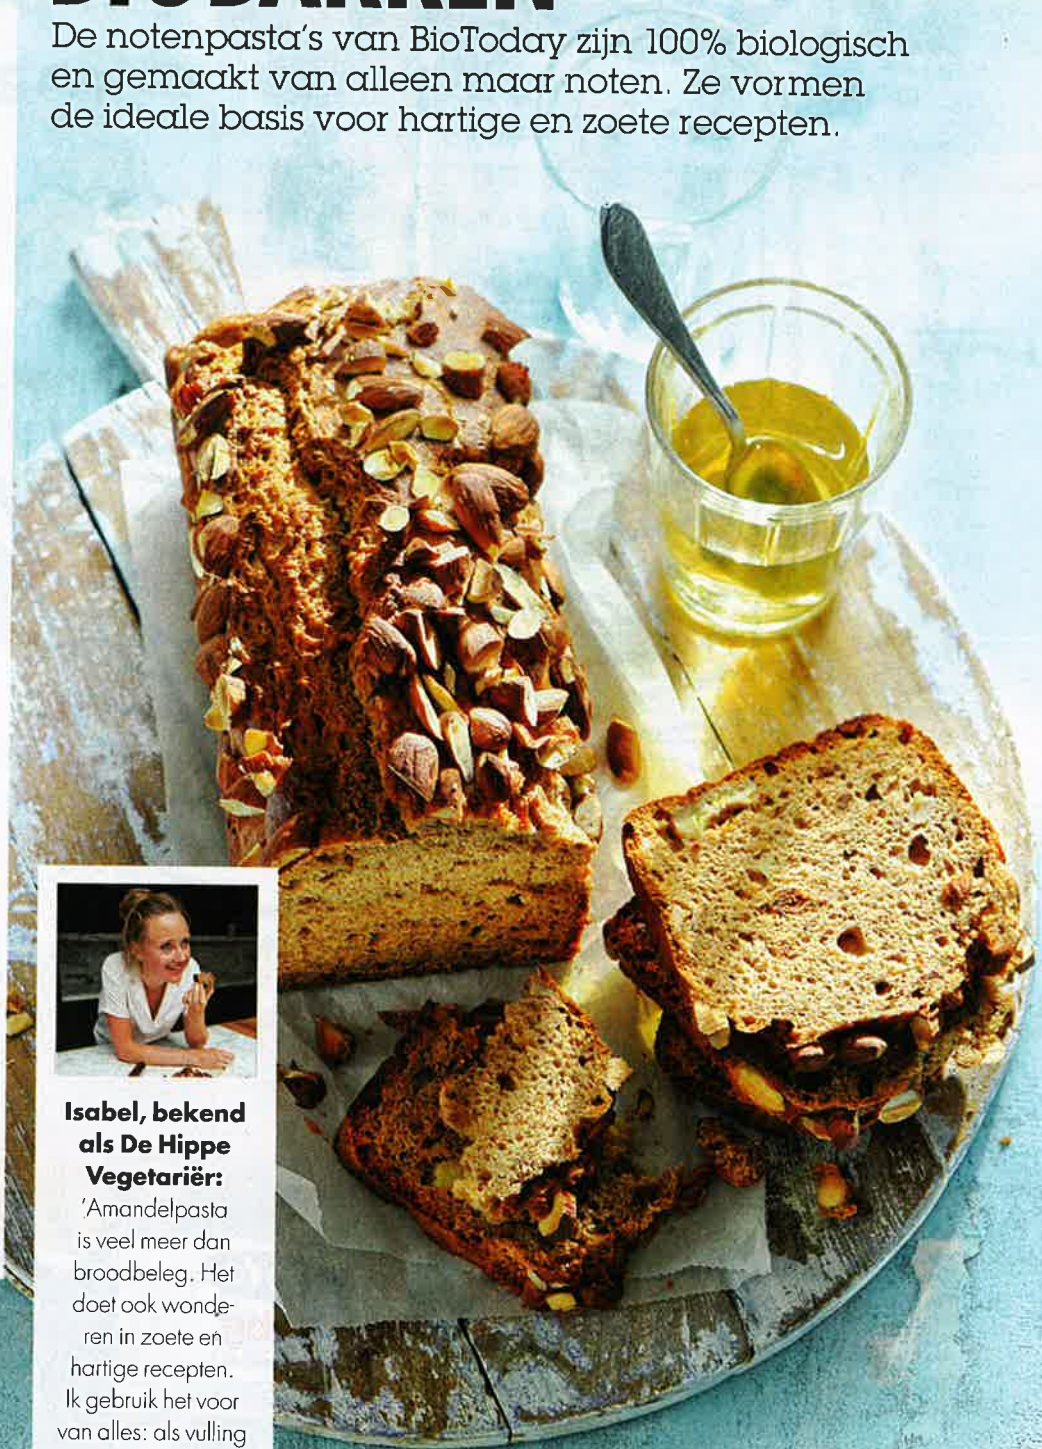 De notenpasta's van BioToday zijn 100% biologisch
en gemaakt van alleen maar noten. Ze vormen
de ideale basis voor hartige en zoete recepten.
Isabel, bekend
als De Hippe
Vegetariër:
'Amandelpasta
is veel meer dan
broodbeleg. Het
doet ook wonde-
ren in zoete en
hartige recepten.
Ik gebruik het voor
van alles: als vulling